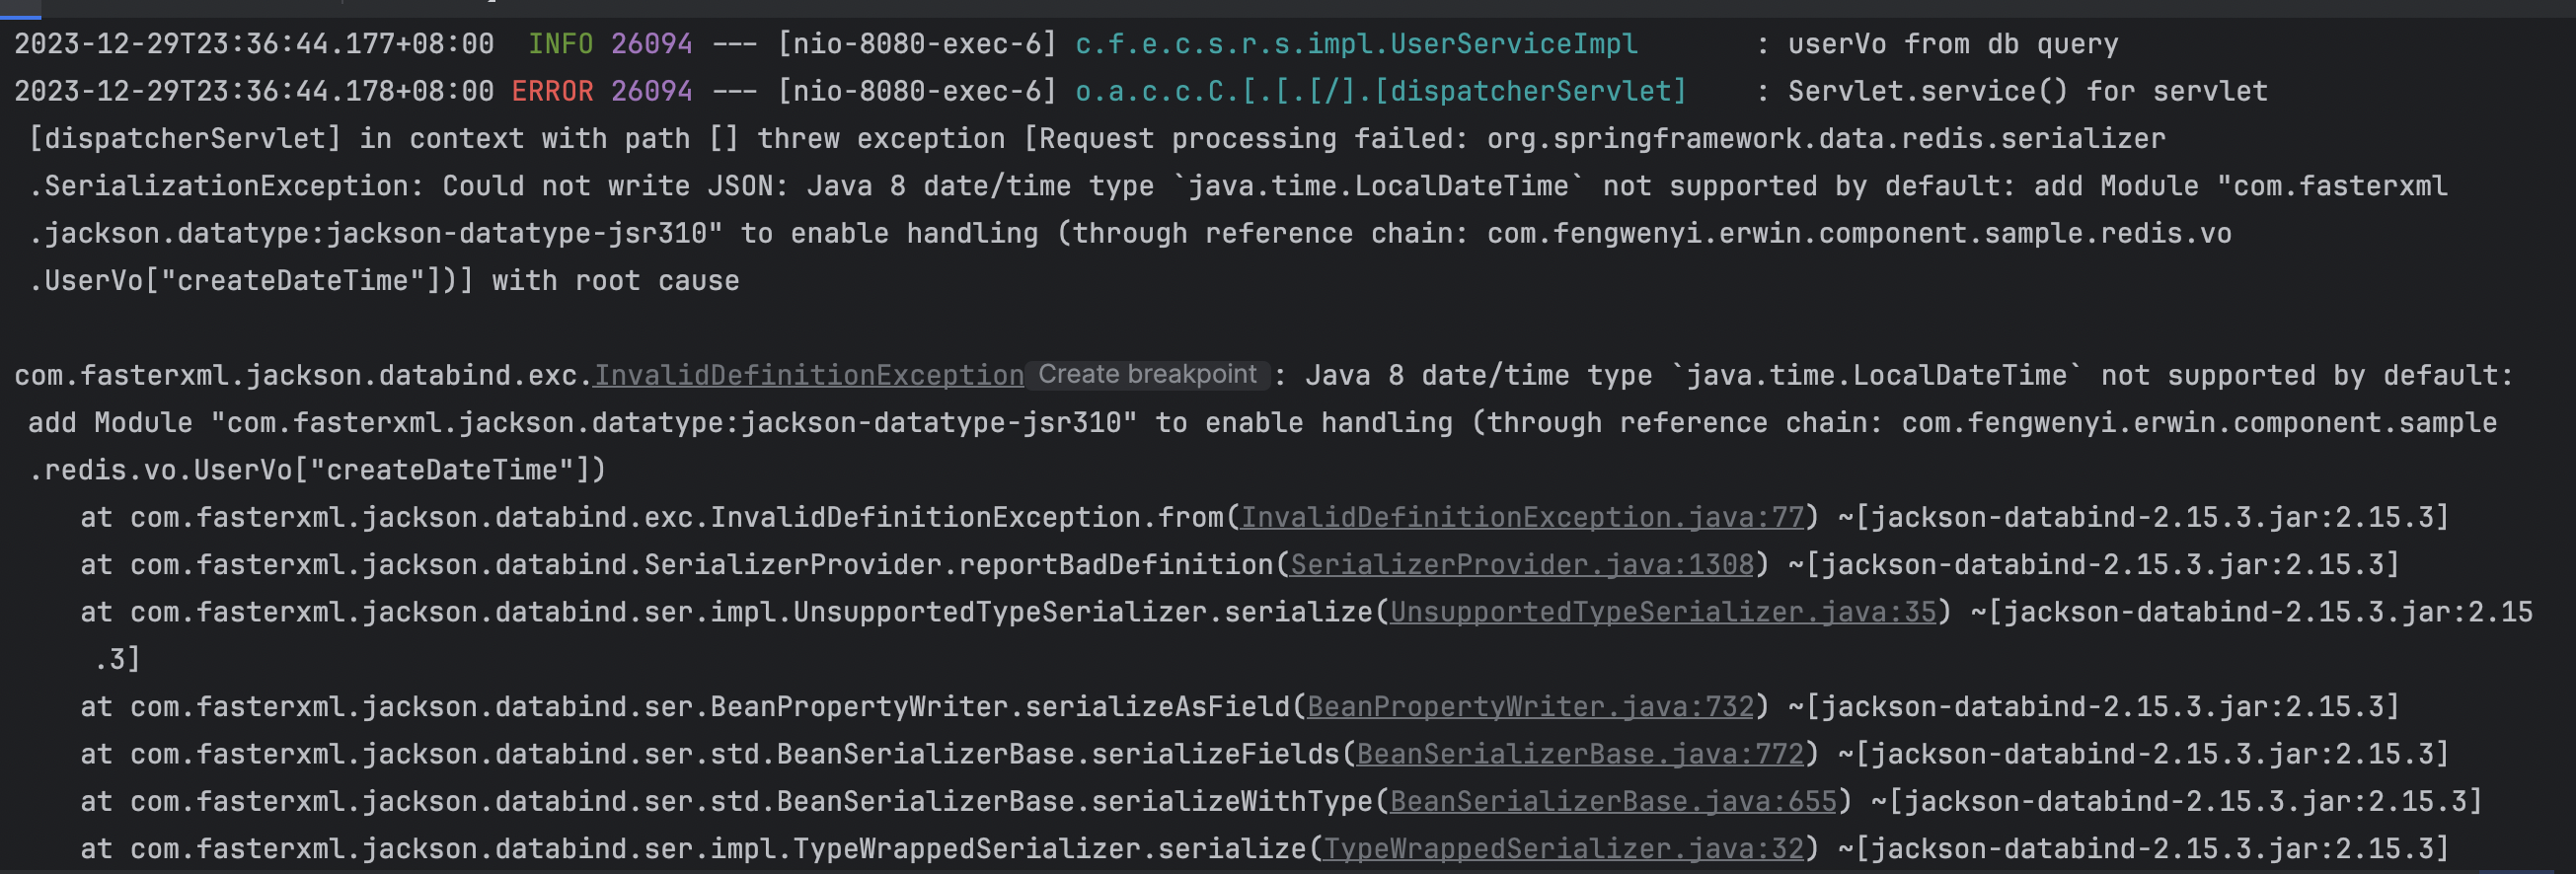 2023-12-29T23:36:44.177+08:00  INFO 26094 --- [nio-8080-exec-6] c.f.e.c.s.r.s.impl.UserServiceImpl       : userVo from db query
2023-12-29T23:36:44.178+08:00 ERROR 26094 --- [nio-8080-exec-6] o.a.c.c.C.[.[.[/].[dispatcherServlet]    : Servlet.service() for servlet
[dispatcherServlet] in context with path [] threw exception [Request processing failed: org.springframework.data.redis.serializer
.SerializationException: Could not write JSON: Java 8 date/time type `java.time.LocalDateTime` not supported by default: add Module "com.fasterxml
.jackson.datatype:jackson-datatype-jsr310" to enable handling (through reference chain: com.fengwenyi.erwin.component.sample.redis.vo
.UserVo["createDateTime"])] with root cause
com.fasterxml.jackson.databind.exc.InvalidDefinitionException Create breakpoint : Java 8 date/time type `java.time.LocalDateTime` not supported by default:
add Module "com.fasterxml.jackson.datatype:jackson-datatype-jsr310" to enable handling (through reference chain: com.fengwenyi.erwin.component.sample
.redis.vo.UserVo["createDateTime"])
at com.fasterxml.jackson.databind.exc.InvalidDefinitionException.from(InvalidDefinitionException.java:77) ~[jackson-databind-2.15.3.jar:2.15.3]
at com.fasterxml.jackson.databind.SerializerProvider.reportBadDefinition(SerializerProvider.java:1308) ~[jackson-databind-2.15.3.jar:2.15.3]
at com.fasterxml.jackson.databind.ser.impl.UnsupportedTypeSerializer.serialize(UnsupportedTypeSerializer.java:35) ~[jackson-databind-2.15.3.jar:2.15
.3]
at com.fasterxml.jackson.databind.ser.BeanPropertyWriter.serializeAsField(BeanPropertyWriter.java:732) ~[jackson-databind-2.15.3.jar:2.15.3]
at com.fasterxml.jackson.databind.ser.std.BeanSerializerBase.serializeFields(BeanSerializerBase.java:772) ~[jackson-databind-2.15.3.jar:2.15.3]
at com.fasterxml.jackson.databind.ser.std.BeanSerializerBase.serializeWithType(BeanSerializerBase.java:655) ~[jackson-databind-2.15.3.jar:2.15.3]
at com.fasterxml.jackson.databind.ser.impl.TypeWrappedSerializer.serialize(TypeWrappedSerializer.java:32) ~[jackson-databind-2.15.3.jar:2.15.3]